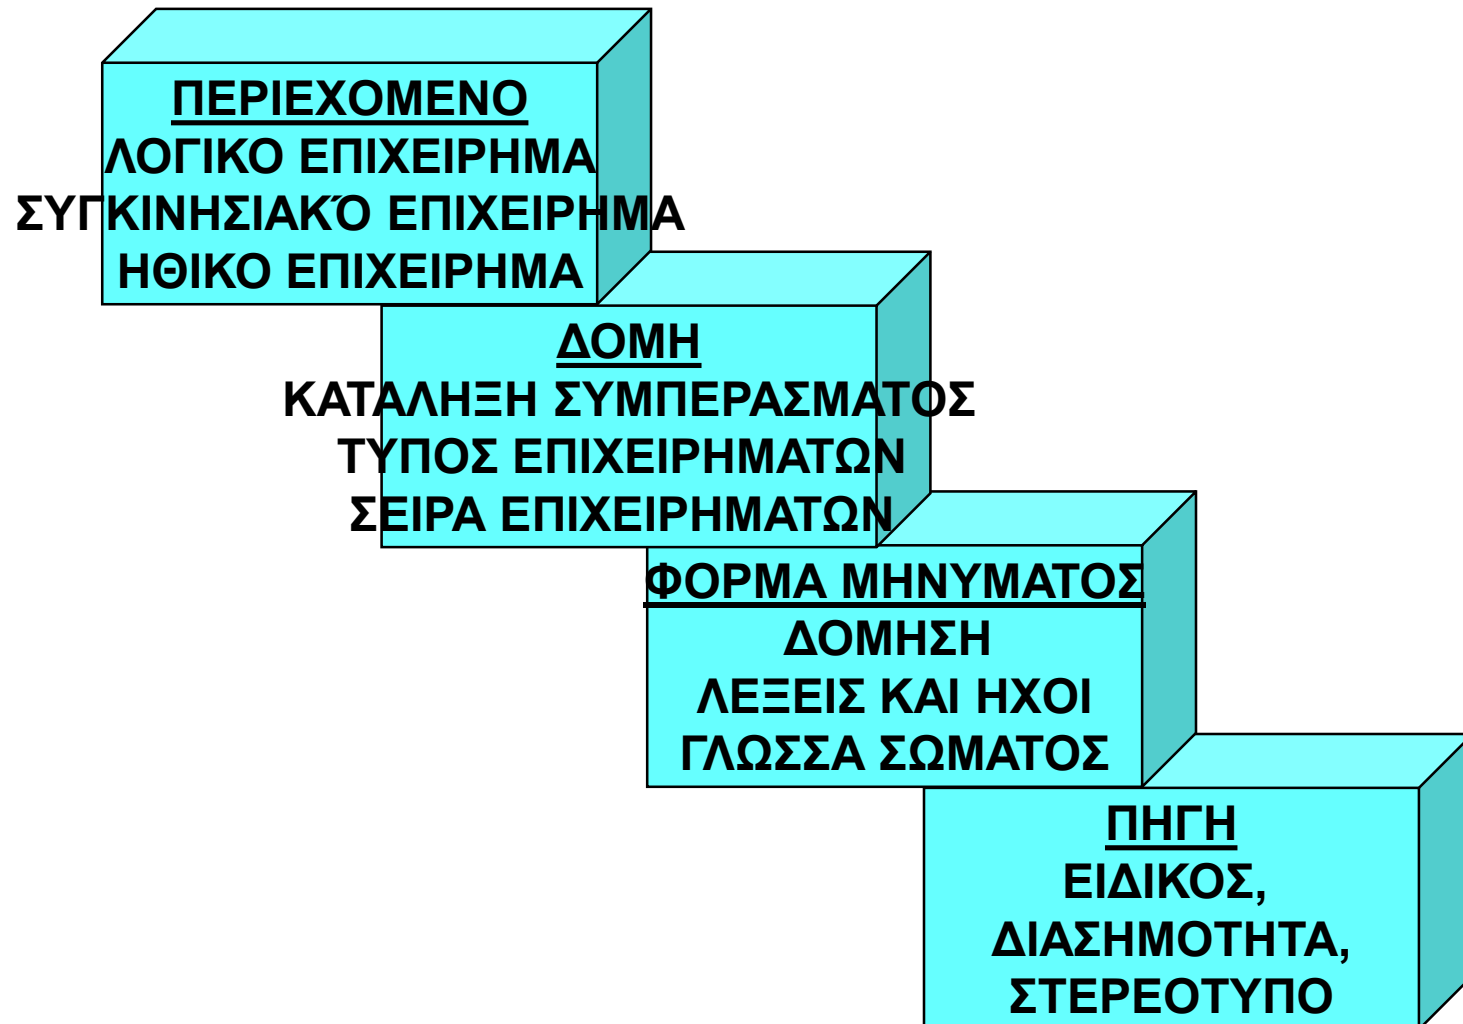 ΠΕΡΙΕΧΟΜΕΝΟ
ΛΟΓΙΚΟ ΕΠΙΧΕΙΡΗΜΑ
ΣΥΓΚΙΝΗΣΙΑΚΌ ΕΠΙΧΕΙΡΗΜΑ
ΗΘΙΚΟ ΕΠΙΧΕΙΡΗΜΑ
ΔΟΜΗ
ΚΑΤΑΛΗΞΗ ΣΥΜΠΕΡΑΣΜΑΤΟΣ
ΤΥΠΟΣ ΕΠΙΧΕΙΡΗΜΑΤΩΝ
ΣΕΙΡΑ ΕΠΙΧΕΙΡΗΜΑΤΩΝ
ΦΟΡΜΑ ΜΗΝΥΜΑΤΟΣ
ΔΟΜΗΣΗ
ΛΕΞΕΙΣ ΚΑΙ ΗΧΟΙ
ΓΛΩΣΣΑ ΣΩΜΑΤΟΣ
ΠΗΓΗ
ΕΙΔΙΚΟΣ,
ΔΙΑΣΗΜΟΤΗΤΑ,
ΣΤΕΡΕΟΤΥΠΟ